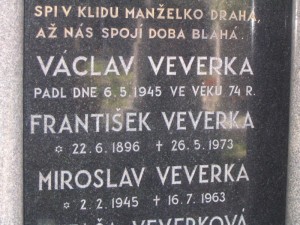 SPI V KLIDU MANŽELKO DRAHÁ,
AŽ NÁS SPOJÍ DOBA BLAHÁ.
VÁCLAV VEVERKA
PADL DNE 6.5.1945 VE VĚKU 74 R.
FRANTIŠEK VEVERKA
☆ 22.6.1896 † 26.5.1973
MIROSLAV VEVERKA
☆ 2.2.1945 † 16.7.1963
VEVERKOVÁ